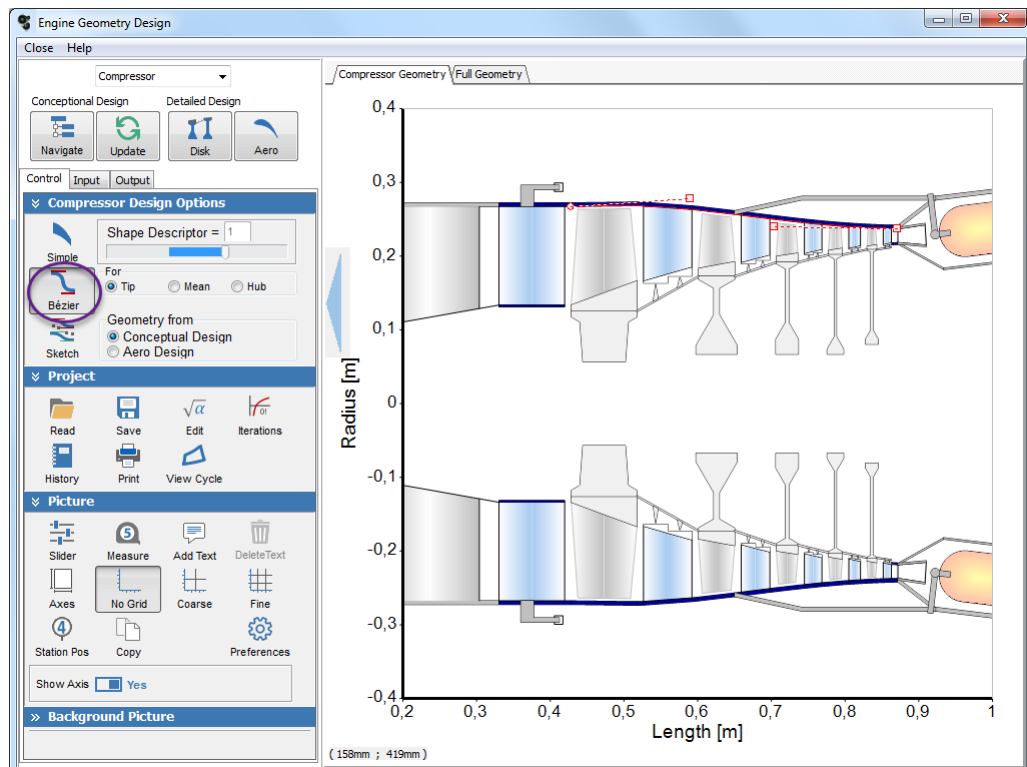 Engine Geometry Design
Close Help
Compressor
Conceptional Design Detailed Design
Navigate Update Disk Aero
Control Input Output
Compressor Design Options
Simple
Shape Descriptor = 1
Bézier
For
Tip Mean Hub
Sketch
Geometry from
Conceptual Design
Aero Design
Project
Read Save Edit Iterations
√α
0!
History Print View Cycle
Picture
5
Slider Measure Add Text DeleteText
Axes No Grid Coarse Fine
4
Station Pos Copy Preferences
Show Axis Yes
Background Picture
Compressor Geometry Full Geometry
0,4
0,3
0,2
0,1
0
-0,1
-0,2
-0,3
-0,4
Radius [m]
0,2 0,3 0,4 0,5 0,6 0,7 0,8 0,9 1
Length [m]
(158mm ; 419mm)